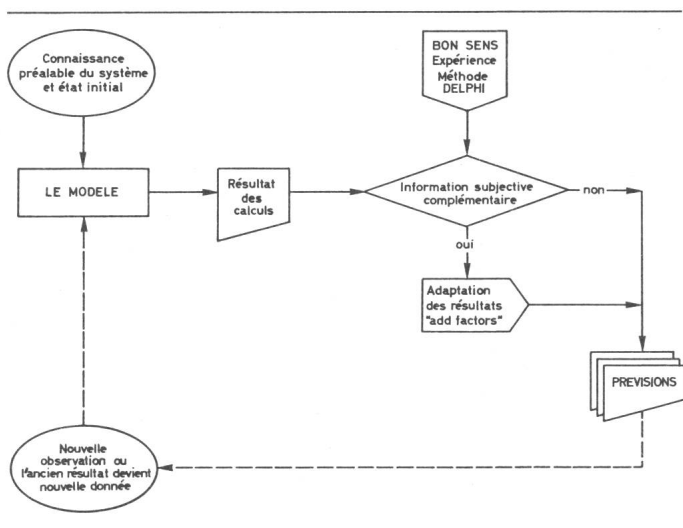 Connaissance
préalable du système
et état initial
BON SENS
Expérience
Méthode
DELPHI
LE MODELE
Résultat
des
calculs
Information subjective
complémentaire
non
oui
Adaptation
des résultats
"add factors"
PREVISIONS
Nouvelle
observation ou
l'ancien résultat devient
nouvelle donnée